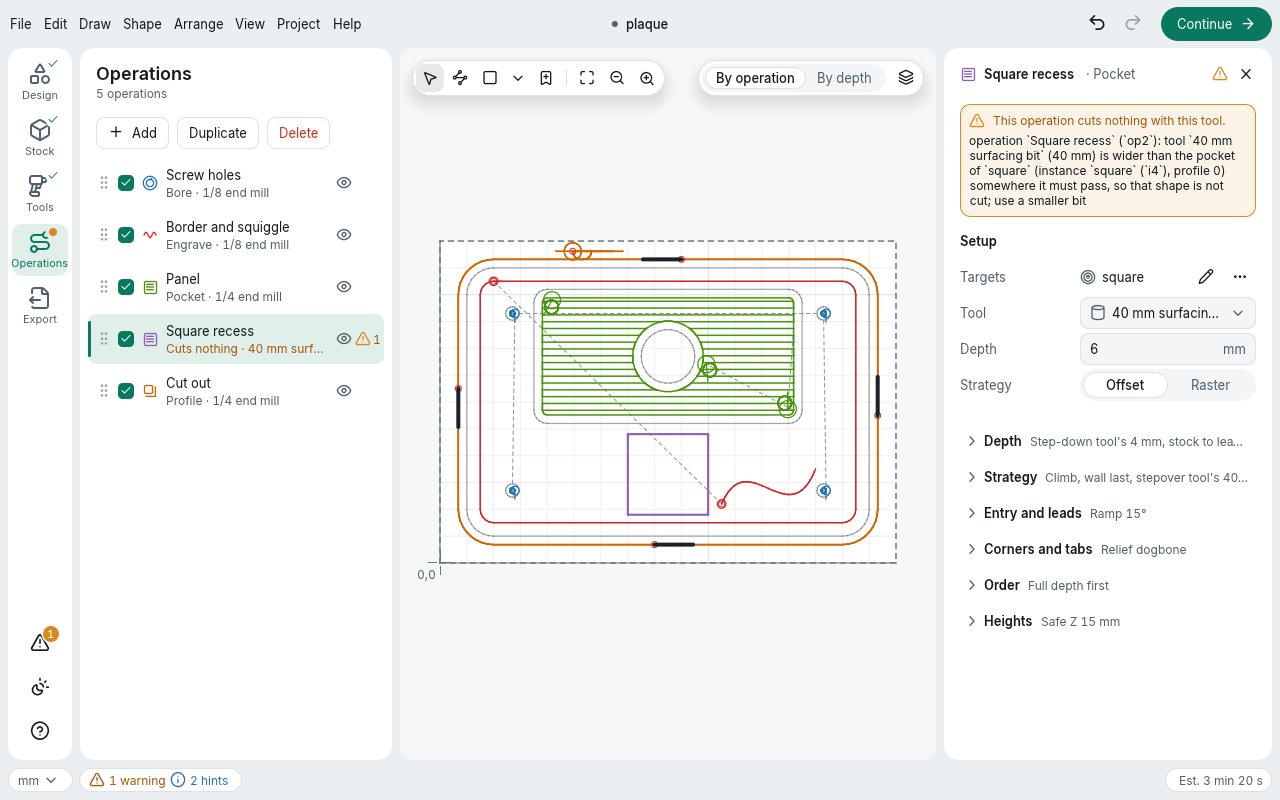 File Edit Draw Shape Arrange View Project Help
plaque
Continue
Design
Stock
Tools
Operations
Export
1
Operations
5 operations
Add
Duplicate
Delete
Screw holes
Bore · 1/8 end mill
Border and squiggle
Engrave · 1/8 end mill
Panel
Pocket · 1/4 end mill
Square recess
Cuts nothing · 40 mm surf...
1
Cut out
Profile · 1/4 end mill
By operation
By depth
0,0
Square recess · Pocket
This operation cuts nothing with this tool.
operation `Square recess` (`op2`): tool `40 mm
surfacing bit` (40 mm) is wider than the pocket
of `square` (instance `square` (`i4`), profile 0)
somewhere it must pass, so that shape is not
cut; use a smaller bit
Setup
Targets square
Tool 40 mm surfacin...
Depth 6 mm
Strategy Offset Raster
Depth Step-down tool's 4 mm, stock to lea...
Strategy Climb, wall last, stepover tool's 40...
Entry and leads Ramp 15°
Corners and tabs Relief dogbone
Order Full depth first
Heights Safe Z 15 mm
mm
1 warning
2 hints
Est. 3 min 20 s